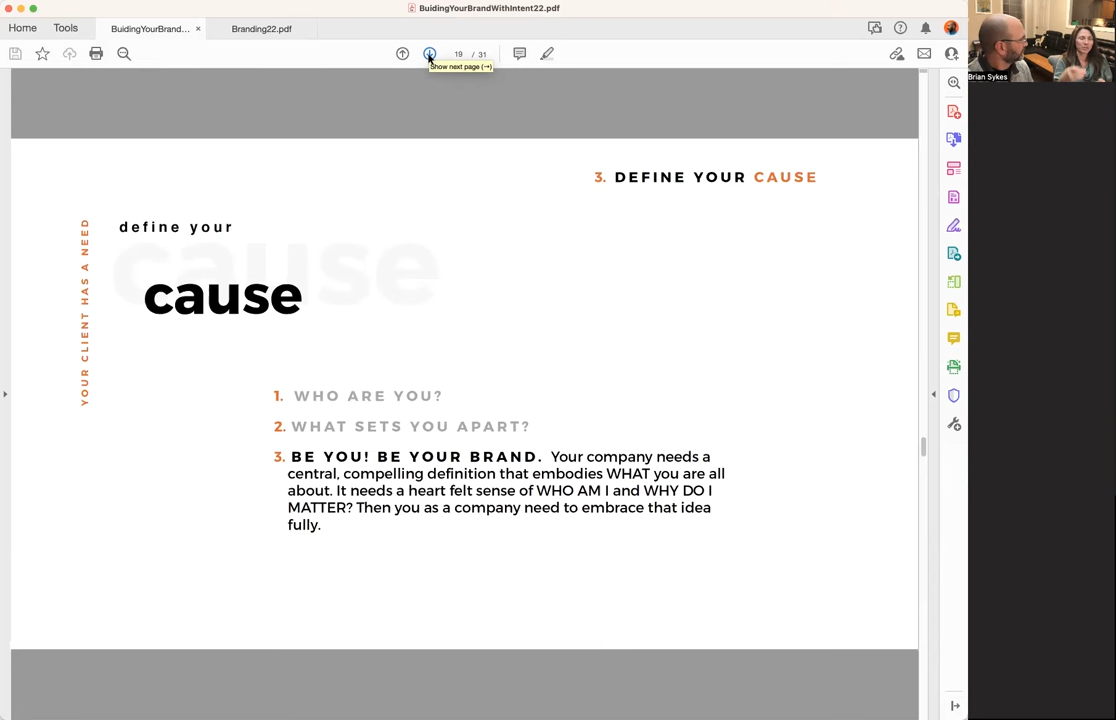 BuidingYourBrandWithIntent22.pdf
Home
Tools
BuidingYourBrand...
×
Branding22.pdf
19 / 31
Show next page (→)
Brian Sykes
3. DEFINE YOUR CAUSE
YOUR CLIENT HAS A NEED
define your
cause
cause
1. WHO ARE YOU?
2. WHAT SETS YOU APART?
3. BE YOU! BE YOUR BRAND. Your company needs a
central, compelling definition that embodies WHAT you are all
about. It needs a heart felt sense of WHO AM I and WHY DO I
MATTER? Then you as a company need to embrace that idea
fully.